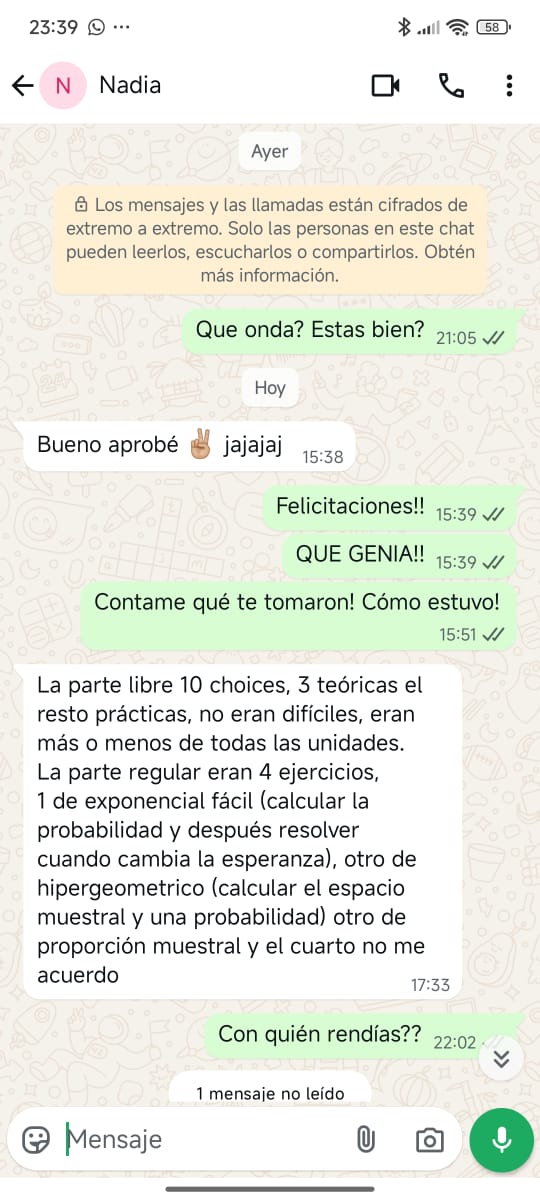 23:39 ...
58
N Nadia
Ayer
Los mensajes y las llamadas están cifrados de
extremo a extremo. Solo las personas en este chat
pueden leerlos, escucharlos o compartirlos. Obtén
más información.
Que onda? Estas bien? 21:05
Hoy
Bueno aprobé ✌🏼 jajajaj 15:38
Felicitaciones!! 15:39
QUE GENIA!! 15:39
Contame qué te tomaron! Cómo estuvo!
15:51
La parte libre 10 choices, 3 teóricas el
resto prácticas, no eran difíciles, eran
más o menos de todas las unidades.
La parte regular eran 4 ejercicios,
1 de exponencial fácil (calcular la
probabilidad y después resolver
cuando cambia la esperanza), otro de
hipergeometrico (calcular el espacio
muestral y una probabilidad) otro de
proporción muestral y el cuarto no me
acuerdo
17:33
Con quién rendías?? 22:02
1 mensaje no leído
Mensaje